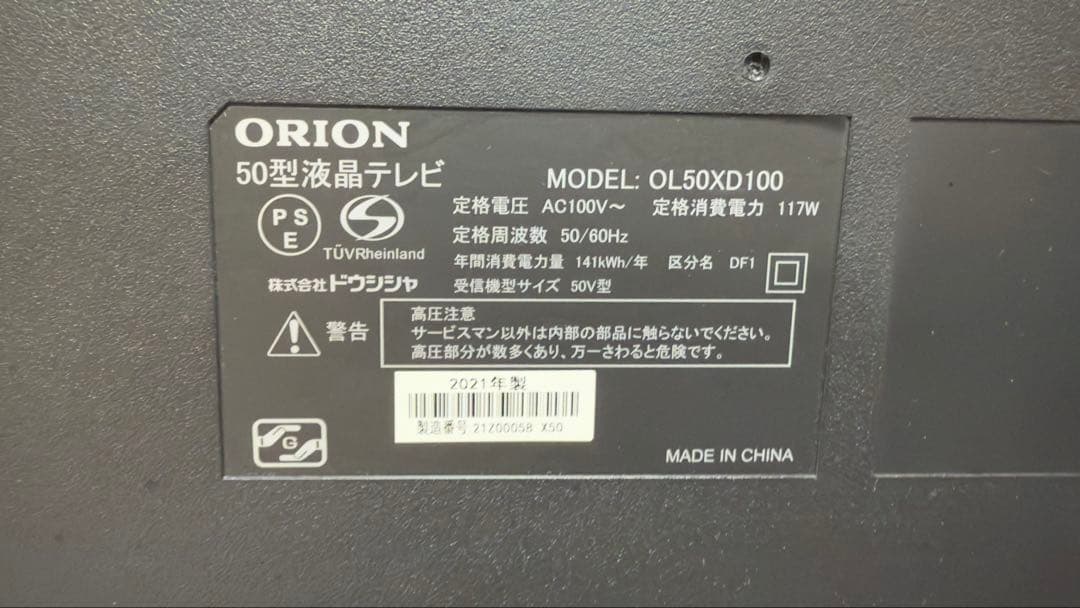 ORION
50型液晶テレビ
MODEL: OL50XD100
PS
E
TÜVRheinland
定格電圧 AC100V～ 定格消費電力 117W
定格周波数 50/60Hz
年間消費電力量 141kWh/年 区分名 DF1
株式会社ドウシシャ
受信機型サイズ 50V型
警告
高圧注意
サービスマン以外は内部の部品に触らないでください。
高圧部分が数多くあり、万一さわると危険です。
2021年製
製造番号 21Z00058 X50
G
MADE IN CHINA